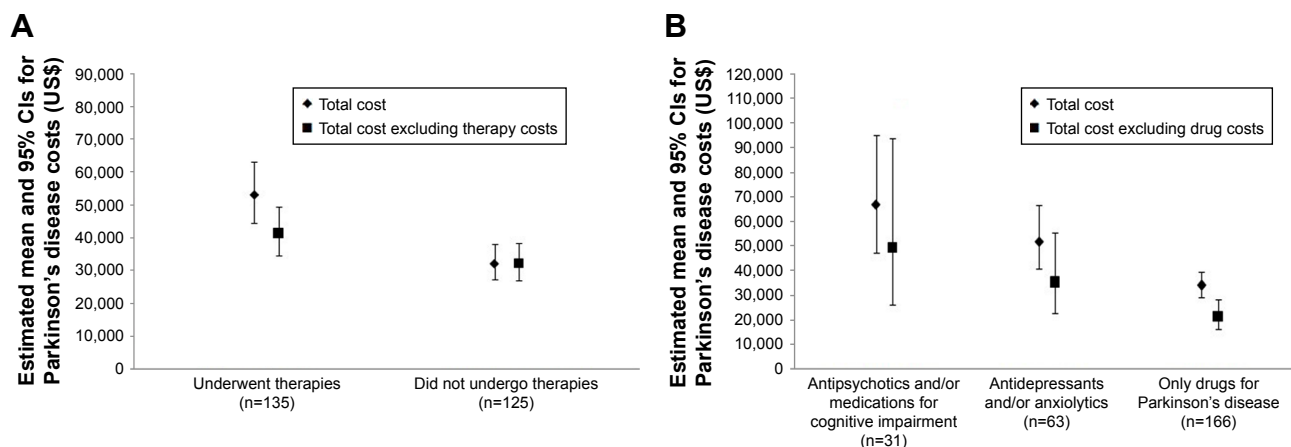 A
Estimated mean and 95% CIs for
Parkinson's disease costs (US$)
90,000
80,000
70,000
60,000
50,000
40,000
30,000
20,000
10,000
0
Total cost
Total cost excluding therapy costs
Underwent therapies
(n=135)
Did not undergo therapies
(n=125)
B
Estimated mean and 95% CIs for
Parkinson's disease costs (US$)
120,000
110,000
100,000
90,000
80,000
70,000
60,000
50,000
40,000
30,000
20,000
10,000
0
Total cost
Total cost excluding drug costs
Antipsychotics and/or
medications for
cognitive impairment
(n=31)
Antidepressants
and/or anxiolytics
(n=63)
Only drugs for
Parkinson's disease
(n=166)